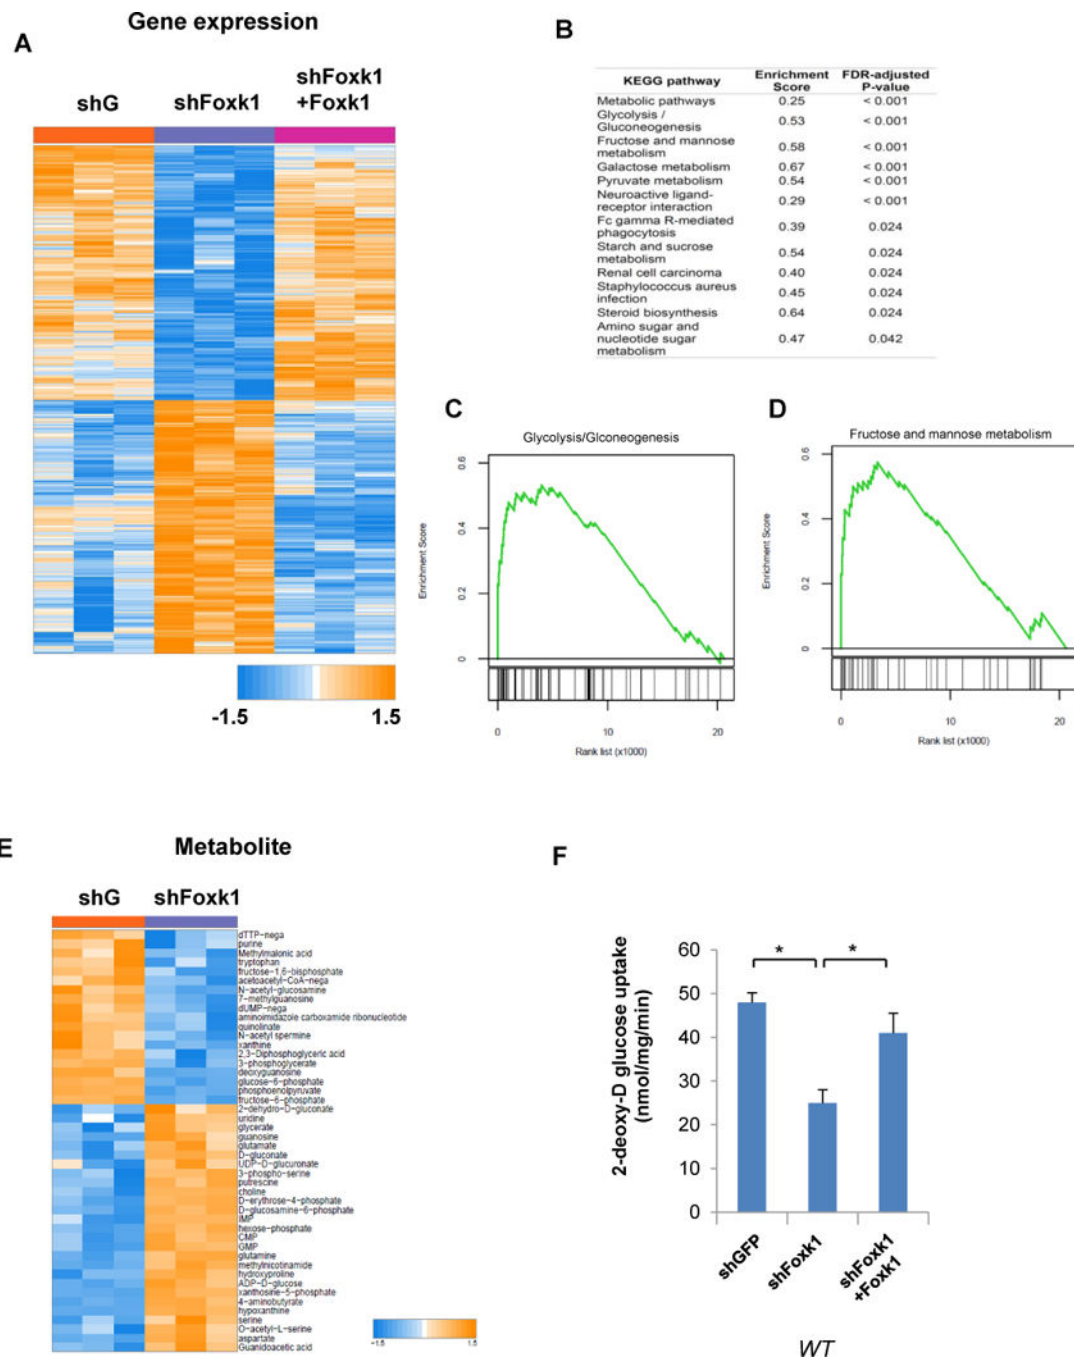 Gene expression
A
shG
shFoxk1
shFoxk1
+Foxk1
-1.5
1.5
B
KEGG pathway
Enrichment
Score
FDR-adjusted
P-value
Metabolic pathways 0.25 < 0.001
Glycolysis /
Gluconeogenesis 0.53 < 0.001
Fructose and mannose
metabolism 0.58 < 0.001
Galactose metabolism 0.67 < 0.001
Pyruvate metabolism 0.54 < 0.001
Neuroactive ligand-
receptor interaction 0.29 < 0.001
Fc gamma R-mediated
phagocytosis 0.39 0.024
Starch and sucrose
metabolism 0.54 0.024
Renal cell carcinoma 0.40 0.024
Staphylococcus aureus
infection 0.45 0.024
Steroid biosynthesis 0.64 0.024
Amino sugar and
nucleotide sugar
metabolism 0.47 0.042
C
Glycolysis/Glconeogenesis
Enrichment Score
0.6
0.4
0.2
0
0 10 20
Rank list (x1000)
D
Fructose and mannose metabolism
Enrichment Score
0.6
0.4
0.2
0
0 10 20
Rank list (x1000)
E
Metabolite
shG
shFoxk1
dTTP-nega
purine
Methylmalonic acid
tryptophan
fructose-1,6-bisphosphate
acetoacetyl-CoA-nega
N-acetyl-glucosamine
7-methylguanosine
dUMP-nega
aminoimidazole carboxamide ribonucleotide
quinolinate
N-acetyl spermine
xanthine
2,3-Diphosphoglyceric acid
3-phosphoglycerate
deoxyguanosine
glucose-6-phosphate
phosphoenolpyruvate
fructose-6-phosphate
2-dehydro-D-gluconate
uridine
glycerate
guanosine
glutamate
D-gluconate
UDP-D-glucuronate
3-phospho-serine
putrescine
choline
D-erythrose-4-phosphate
D-glucosamine-6-phosphate
IMP
hexose-phosphate
CMP
GMP
glutamine
methylnicotinamide
hydroxyproline
ADP-D-glucose
xanthosine-5-phosphate
4-aminobutyrate
hypoxanthine
serine
O-acetyl-L-serine
aspartate
Guanidoacetic acid
-1.5
1.5
F
2-deoxy-D glucose uptake
(nmol/mg/min)
60
50
40
30
20
10
0
*
*
shGFP
shFoxk1
shFoxk1
+Foxk1
WT